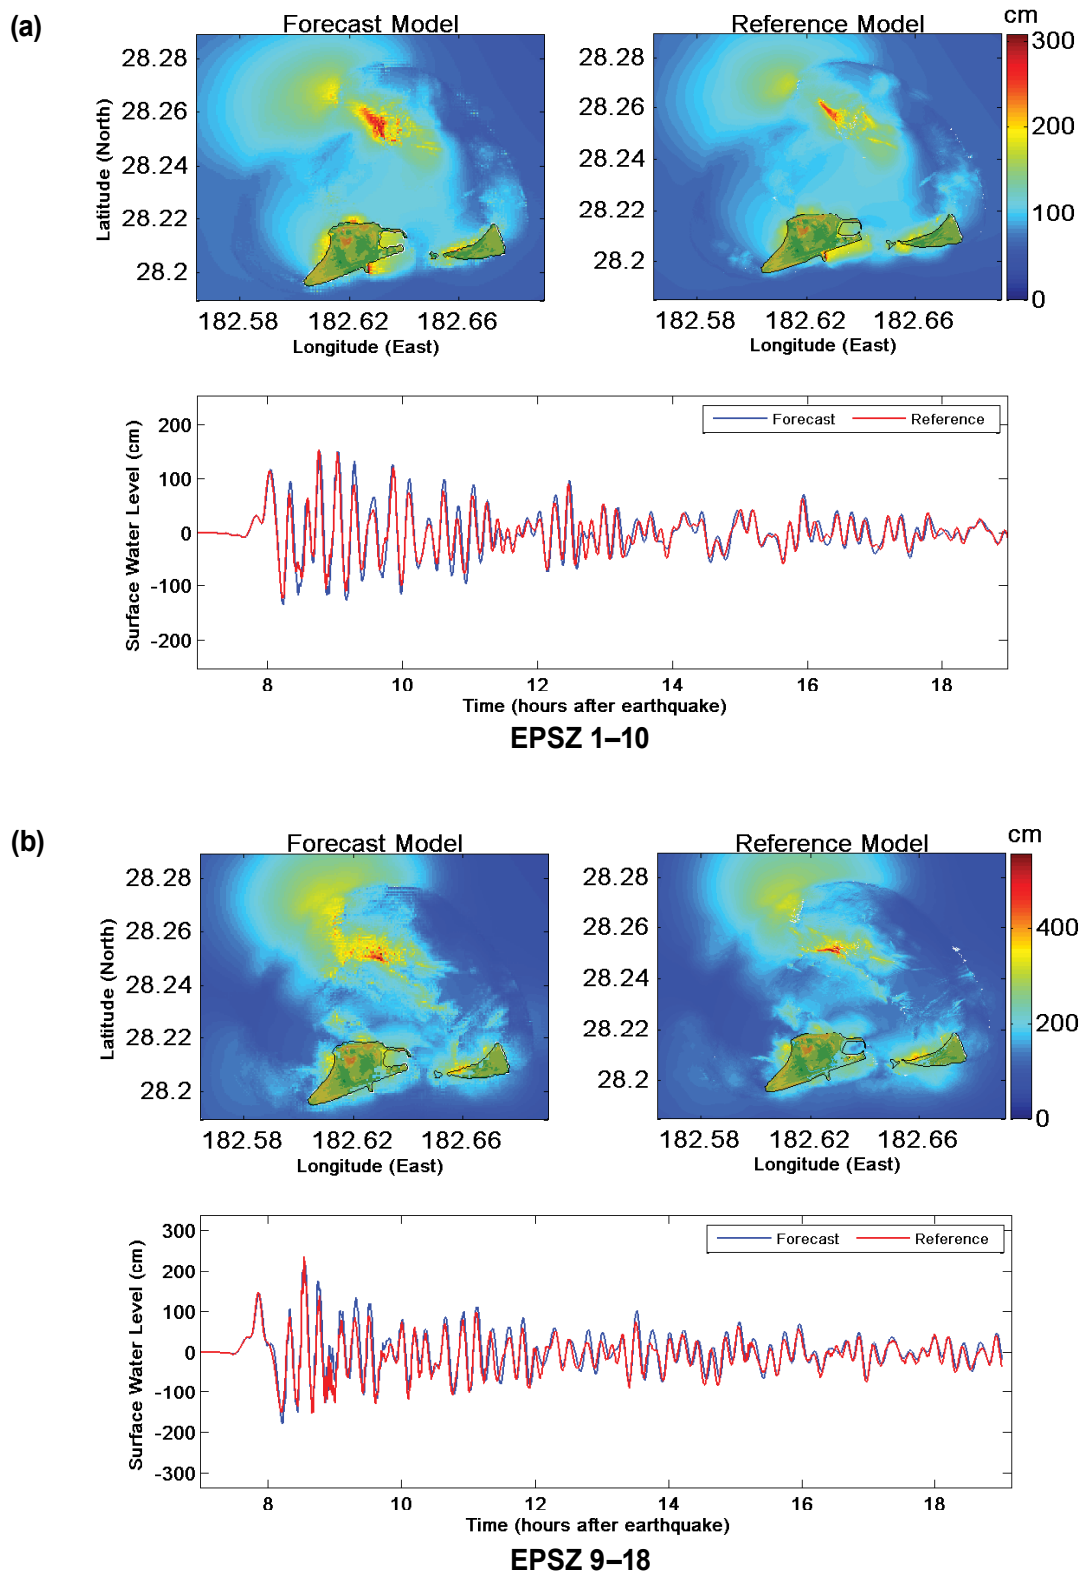 (a)
Forecast Model
Reference Model
cm
28.28
28.26
28.24
28.22
28.2
Latitude (North)
182.58 182.62 182.66
Longitude (East)
28.28
28.26
28.24
28.22
28.2
182.58 182.62 182.66
Longitude (East)
300
200
100
0
200
100
0
-100
-200
Surface Water Level (cm)
Forecast Reference
8 10 12 14 16 18
Time (hours after earthquake)
EPSZ 1–10
(b)
Forecast Model
Reference Model
cm
28.28
28.26
28.24
28.22
28.2
Latitude (North)
182.58 182.62 182.66
Longitude (East)
28.28
28.26
28.24
28.22
28.2
182.58 182.62 182.66
Longitude (East)
400
200
0
300
200
100
0
-100
-200
-300
Surface Water Level (cm)
Forecast Reference
8 10 12 14 16 18
Time (hours after earthquake)
EPSZ 9–18